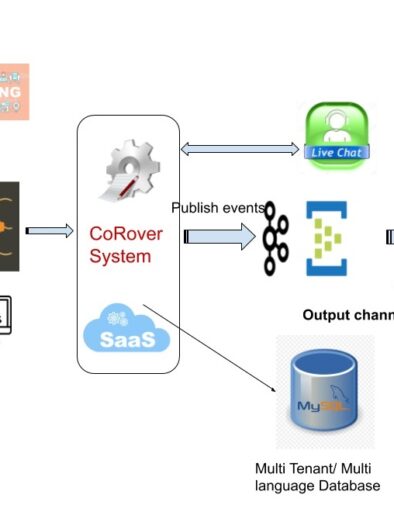 NG
Live Chat
Publish events
CoRover
System
SaaS
Output chann
MySQL
Multi Tenant/ Multi
language Database